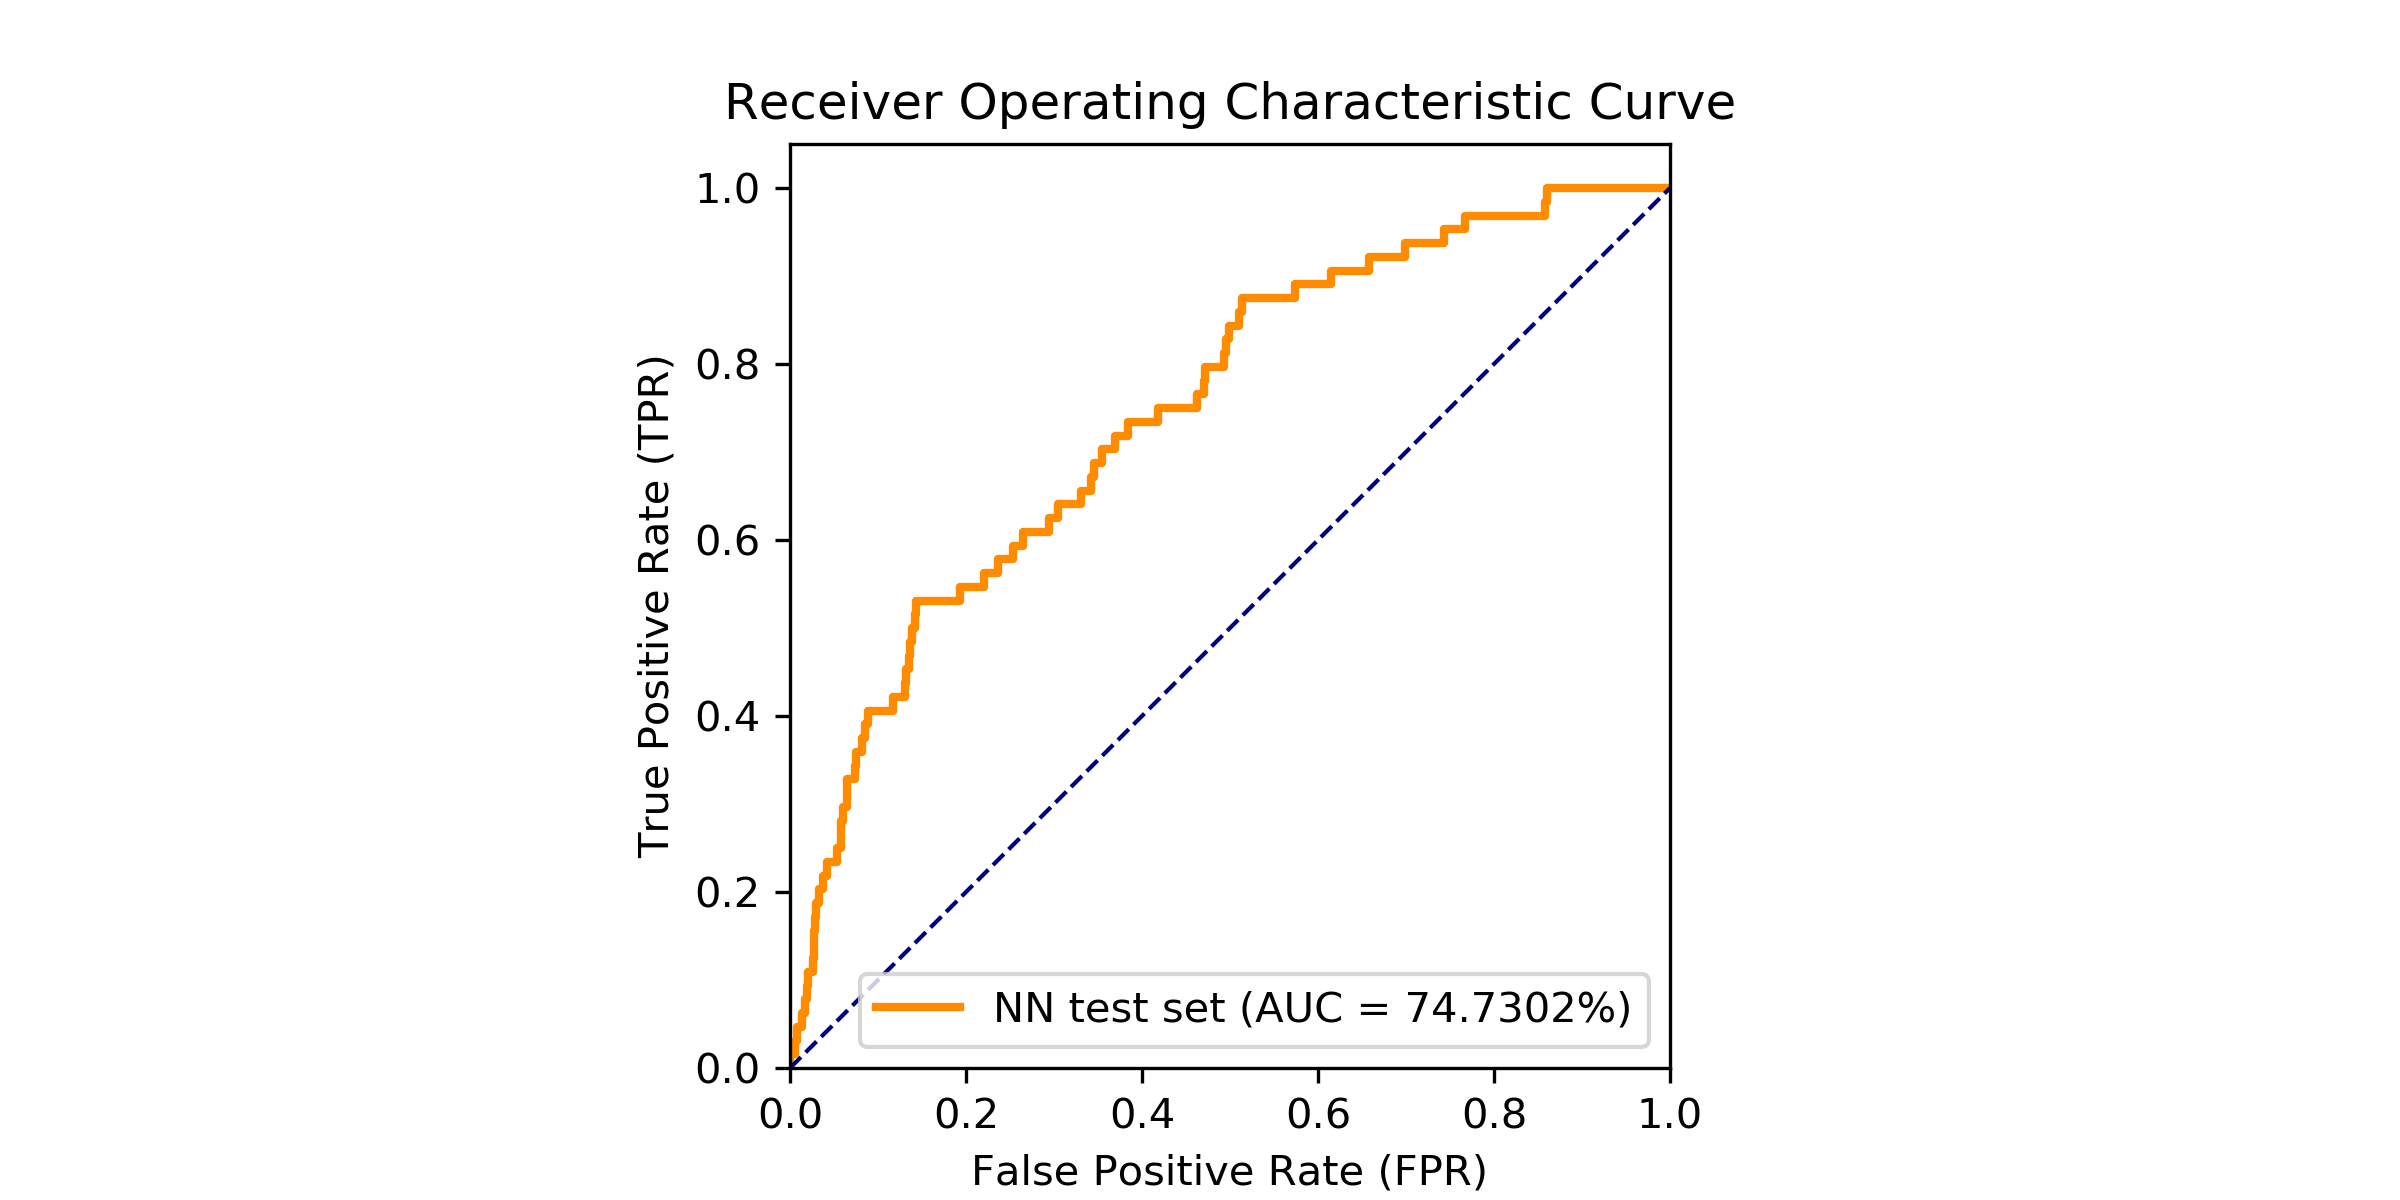 Receiver Operating Characteristic Curve
True Positive Rate (TPR)
1.0
0.8
0.6
0.4
0.2
0.0
NN test set (AUC = 74.7302%)
0.0 0.2 0.4 0.6 0.8 1.0
False Positive Rate (FPR)